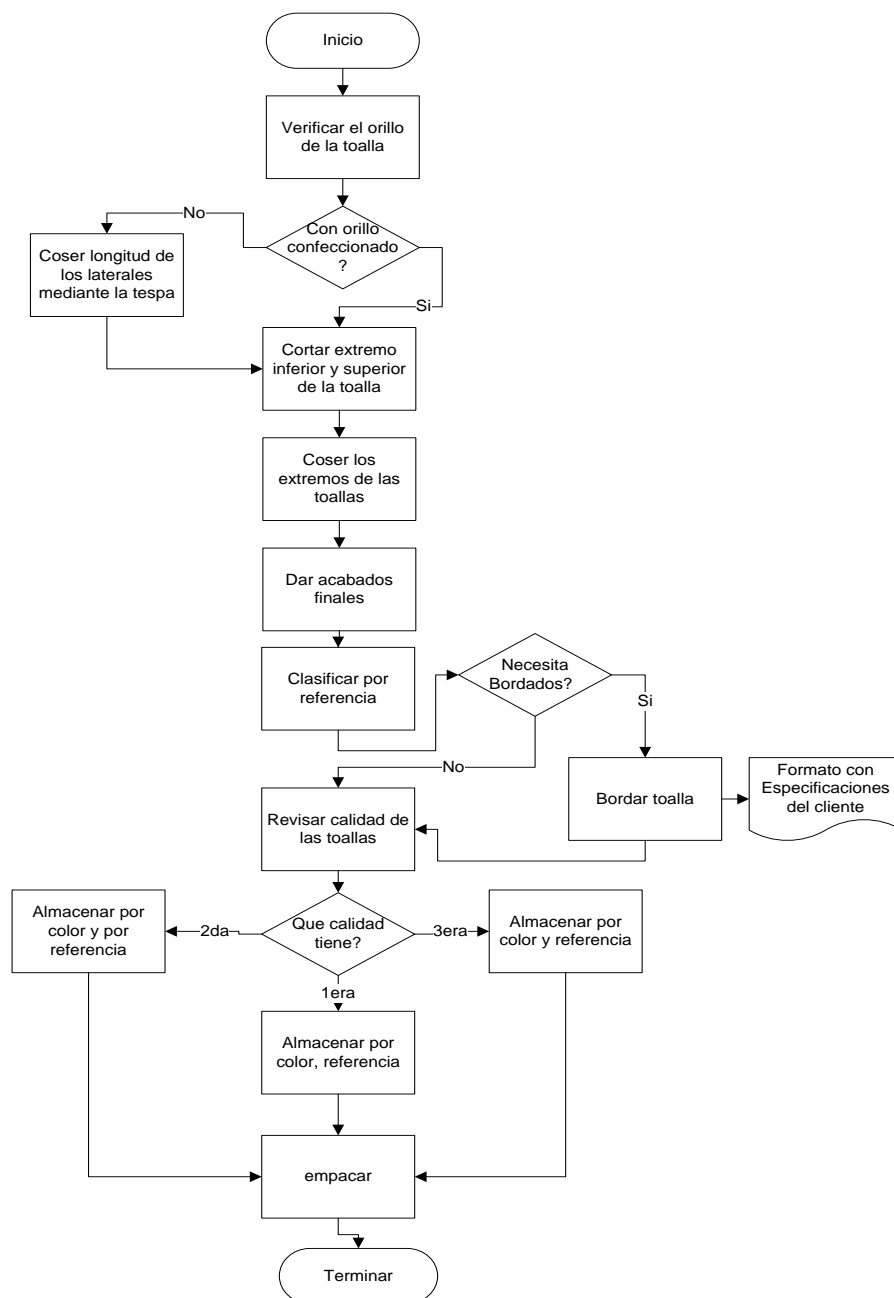 Inicio
Verificar el orillo
de la toalla
Con orillo
confeccionado
?
No
Si
Coser longitud de
los laterales
mediante la tespa
Cortar extremo
inferior y superior
de la toalla
Coser los
extremos de las
toallas
Dar acabados
finales
Clasificar por
referencia
Necesita
Bordados?
Si
No
Bordar toalla
Formato con
Especificaciones
del cliente
Revisar calidad de
las toallas
Que calidad
tiene?
2da
3era
1era
Almacenar por
color y por
referencia
Almacenar por
color y referencia
Almacenar por
color, referencia
empacar
Terminar